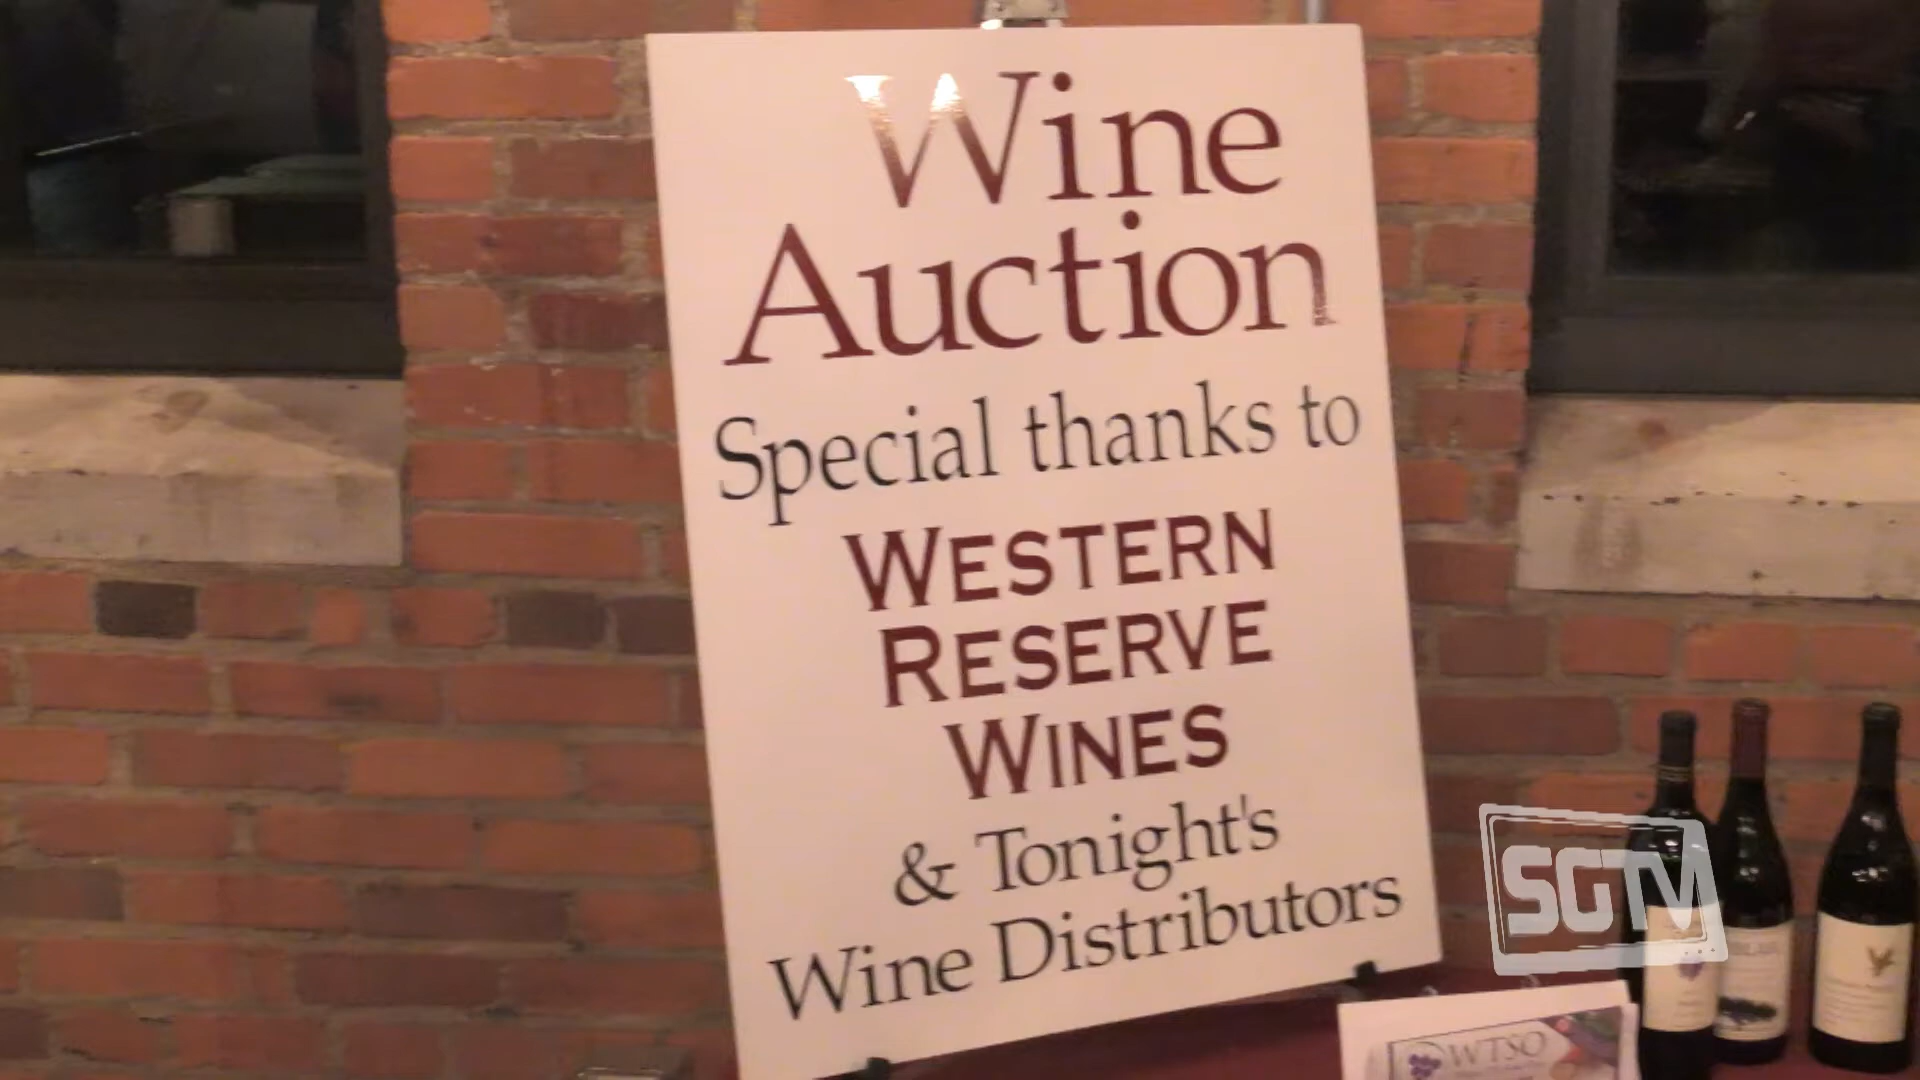 Wine
Auction
Special thanks to
WESTERN
RESERVE
WINES
& Tonight's
Wine Distributors
SGTV
WTSO